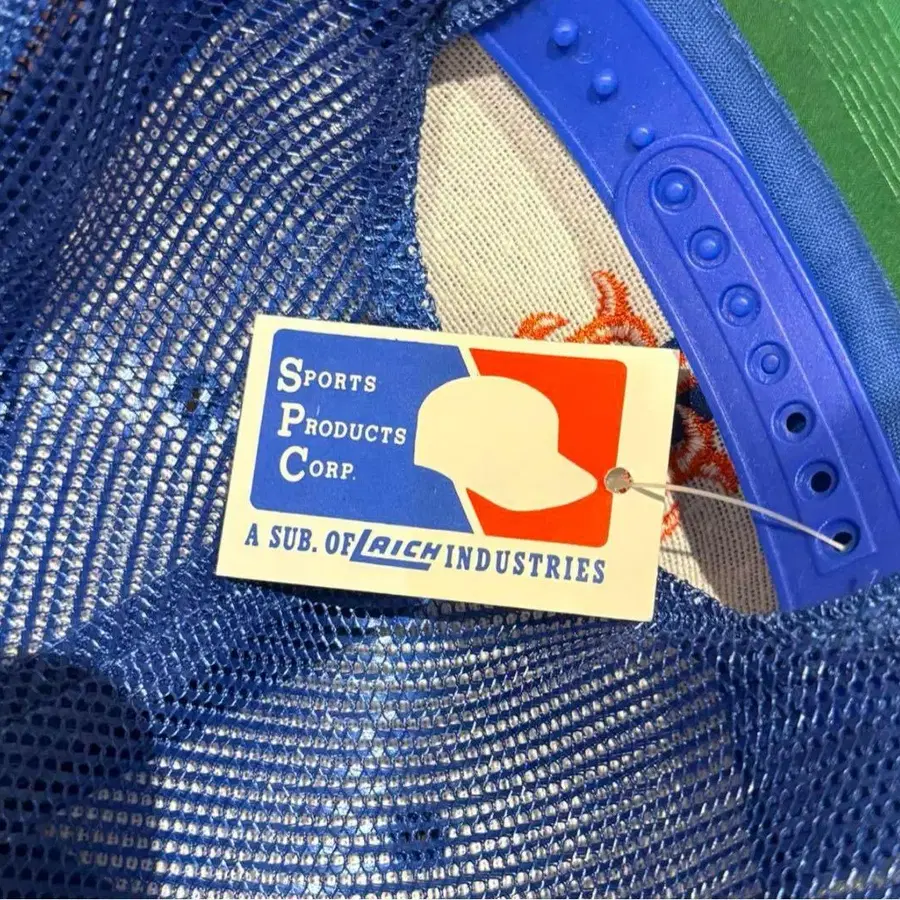 SPORTS
PRODUCTS
CORP.
A SUB. OF LAICH INDUSTRIES